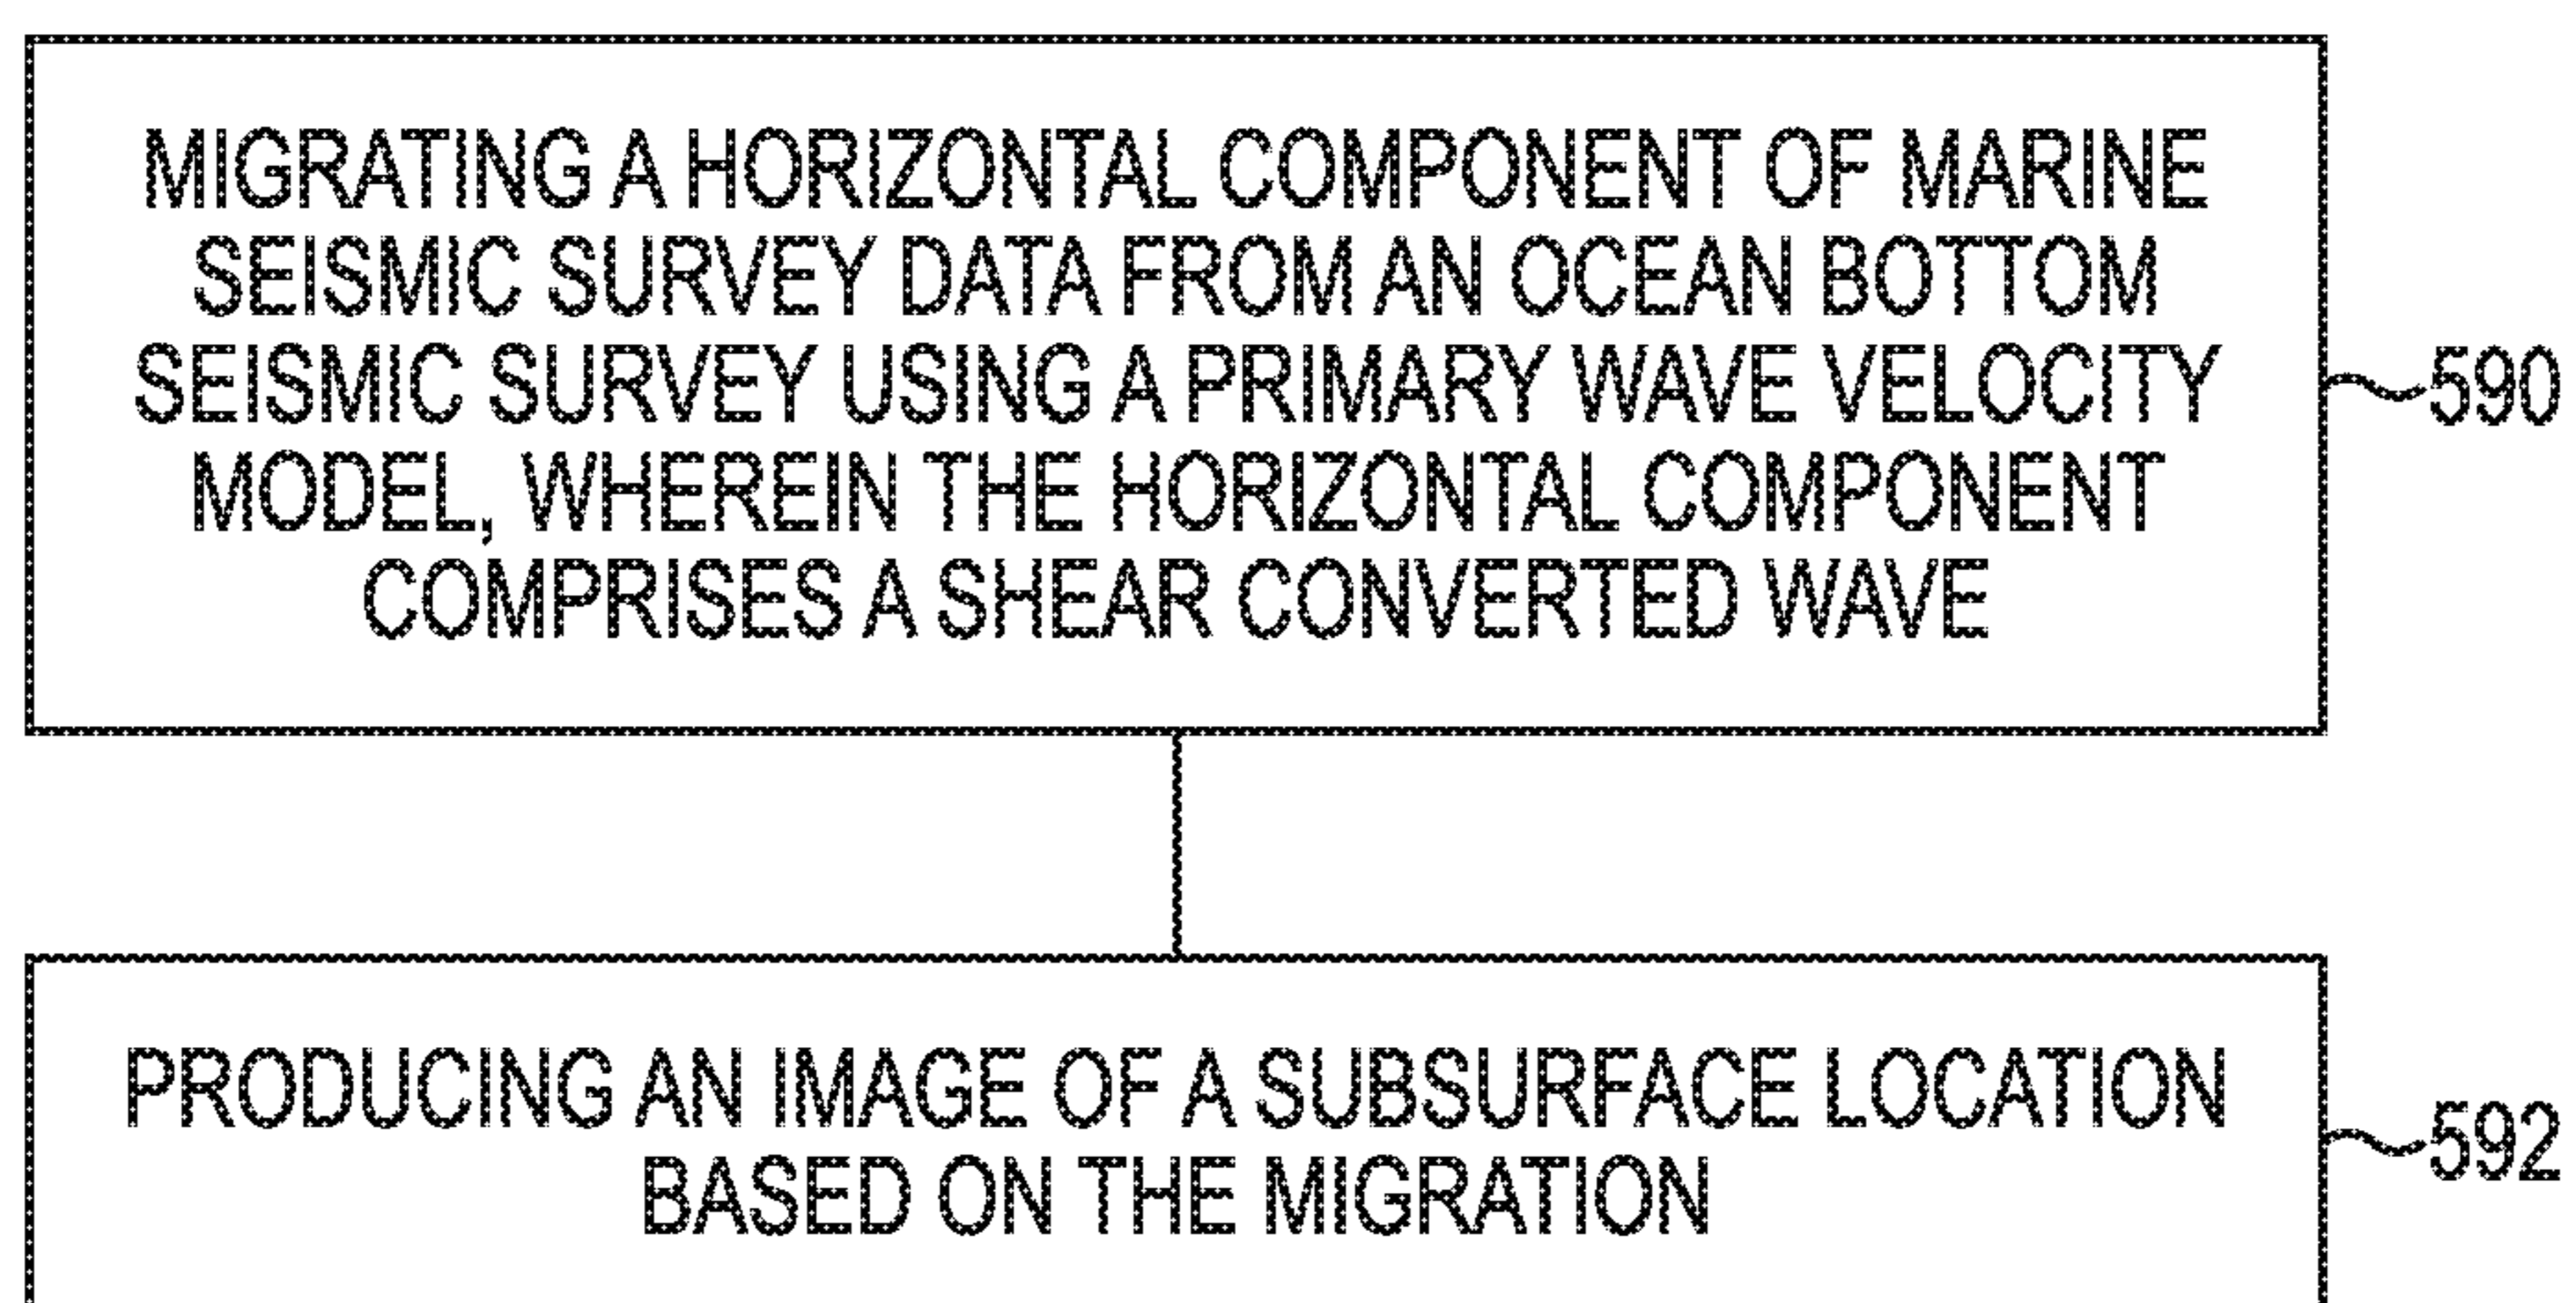 MIGRATING A HORIZONTAL COMPONENT OF MARINE
SEISMIC SURVEY DATA FROM AN OCEAN BOTTOM
SEISMIC SURVEY USING A PRIMARY WAVE VELOCITY
MODEL, WHEREIN THE HORIZONTAL COMPONENT
COMPRISES A SHEAR CONVERTED WAVE
590
PRODUCING AN IMAGE OF A SUBSURFACE LOCATION
BASED ON THE MIGRATION
592